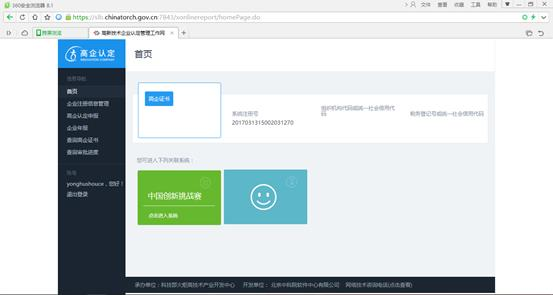 360安全浏览器 8.1
文件 查看 收藏 工具 帮助
https://sfb.chinatorch.gov.cn:7843/xonlinereport/homePage.do
高新技术企业认定管理工作网
高企认定
首页
首页
企业注册信息管理
高企认定申报
企业年报
查询高企证书
查询审批进度
yonghushouce，您好！
退出登录
高企证书
系统注册号
2017031315002031270
组织机构代码或统一社会信用代码
税务登记号或统一社会信用代码
您可进入下列关联系统：
中国创新挑战赛
点击进入系统
承办单位：科技部火炬高技术产业开发中心 开发单位：北京中科软件中心有限公司 网络技术咨询电话(点击查看)